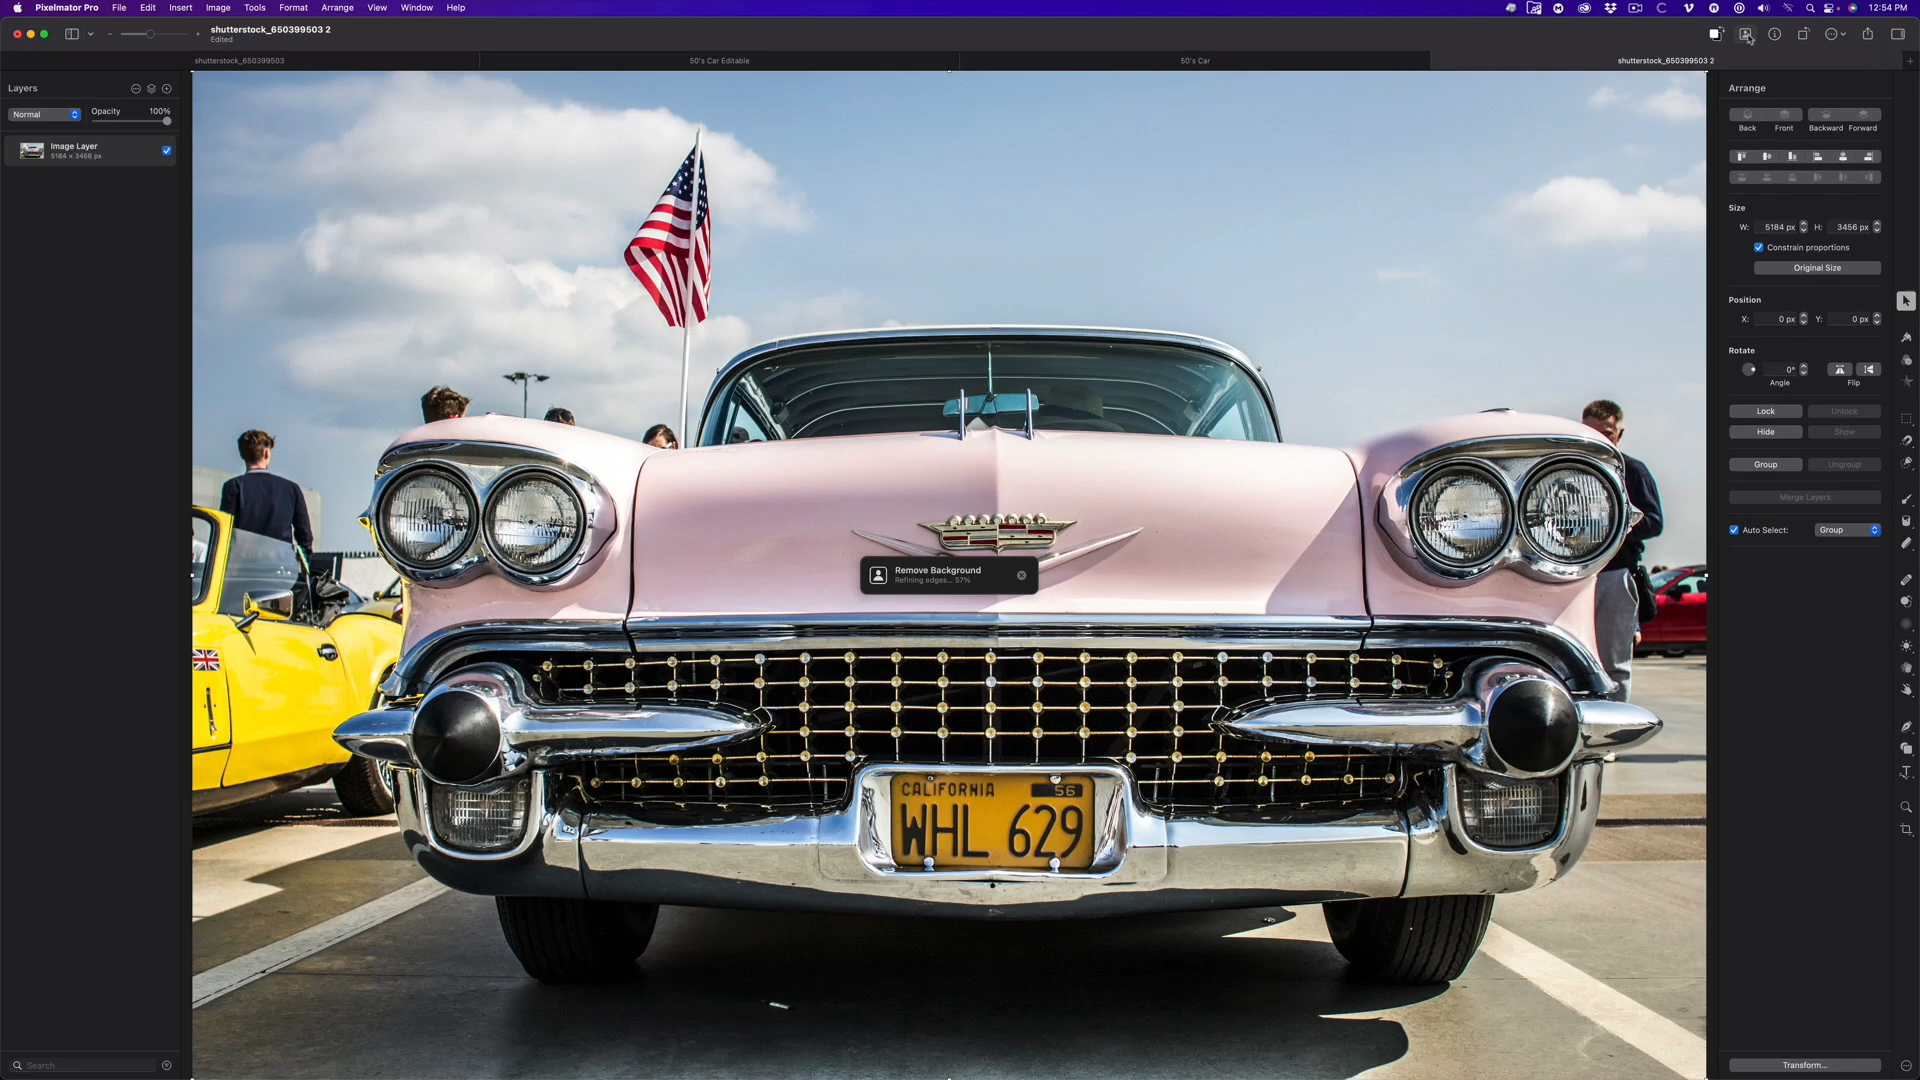 Pixelmator Pro File Edit Insert Image Tools Format Arrange View Window Help 12:54 PM
shutterstock_650399503 2
Edited
shutterstock_650399503 50's Car Editable 50's Car shutterstock_650399503 2
Layers
Normal Opacity 100%
Image Layer
5184 × 3456 px
Search
Remove Background
Refining edges... 57%
CALIFORNIA 56
WHL 629
Arrange
Back Front Backward Forward
Size
W: 5184 px H: 3456 px
Constrain proportions
Original Size
Position
X: 0 px Y: 0 px
Rotate
0°
Angle Flip
Lock Unlock
Hide Show
Group Ungroup
Merge Layers
Auto Select: Group
Transform...